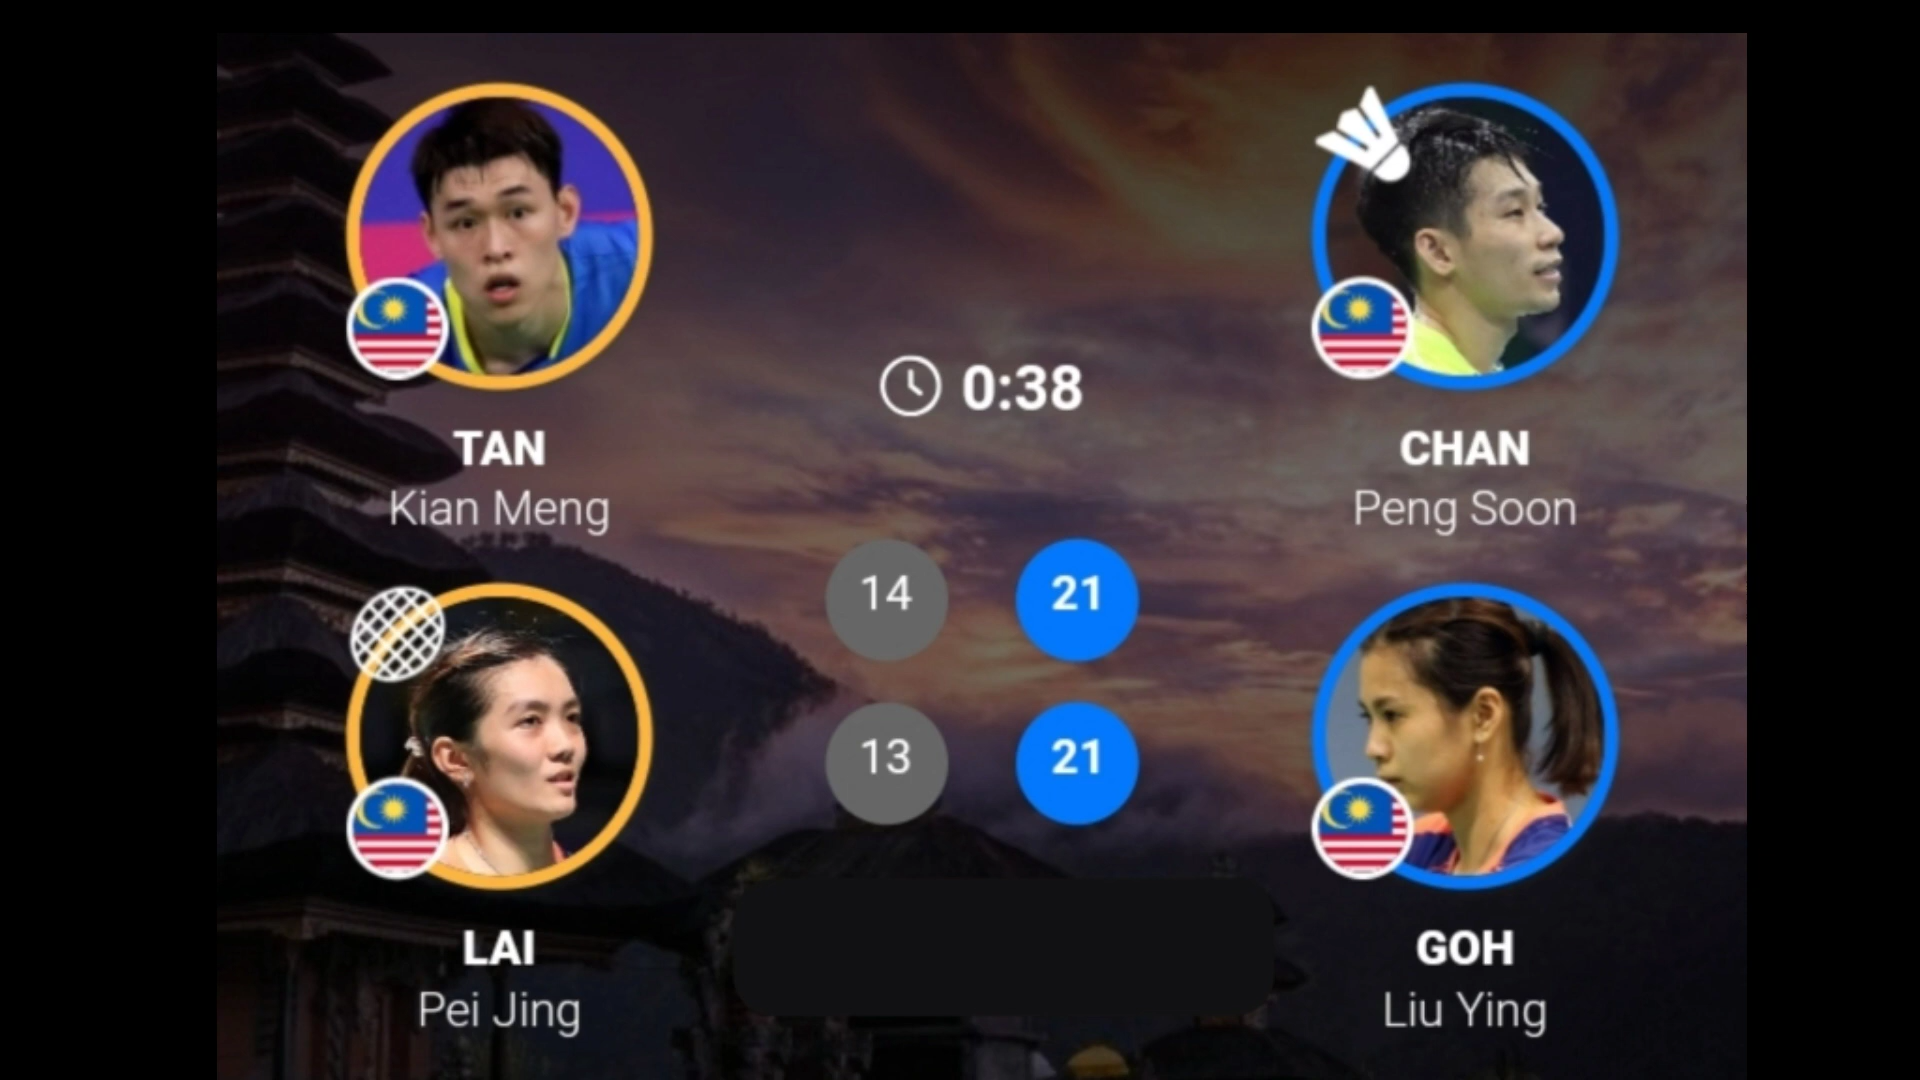 TAN
Kian Meng
CHAN
Peng Soon
0:38
14 21
13 21
LAI
Pei Jing
GOH
Liu Ying